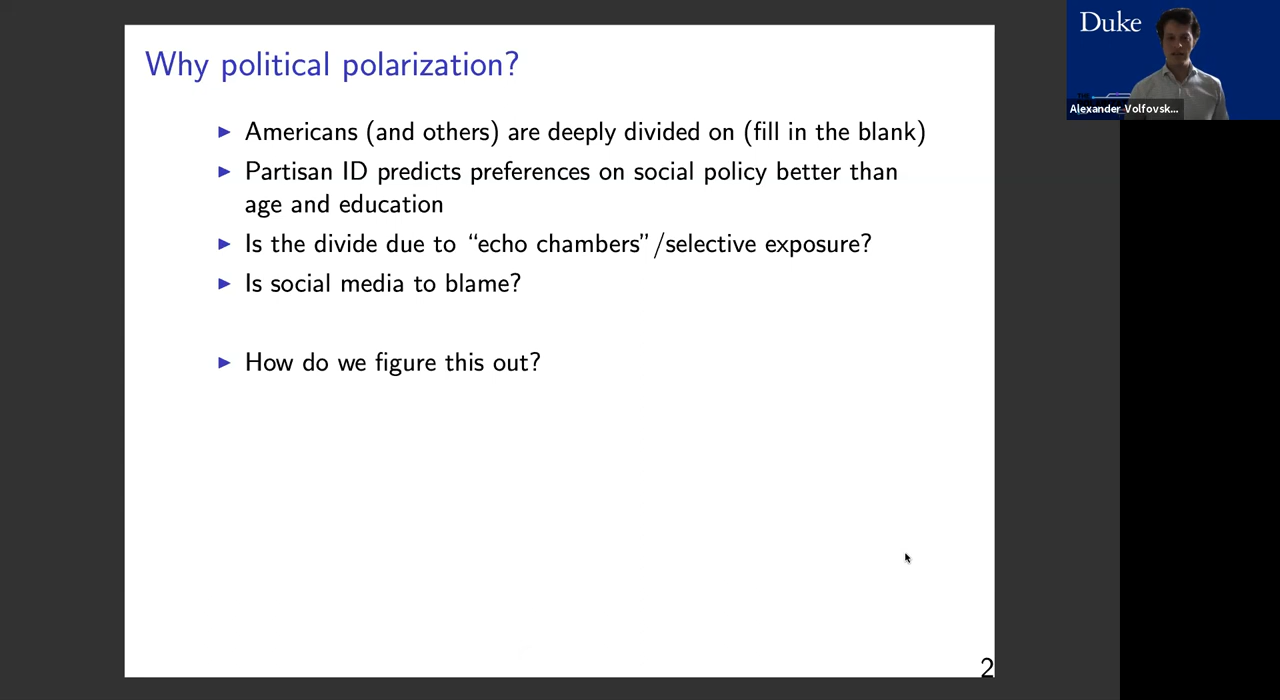 Why political polarization?
Americans (and others) are deeply divided on (fill in the blank)
Partisan ID predicts preferences on social policy better than
age and education
Is the divide due to “echo chambers”/selective exposure?
Is social media to blame?
How do we figure this out?
2
Duke
Alexander Volfovsk...